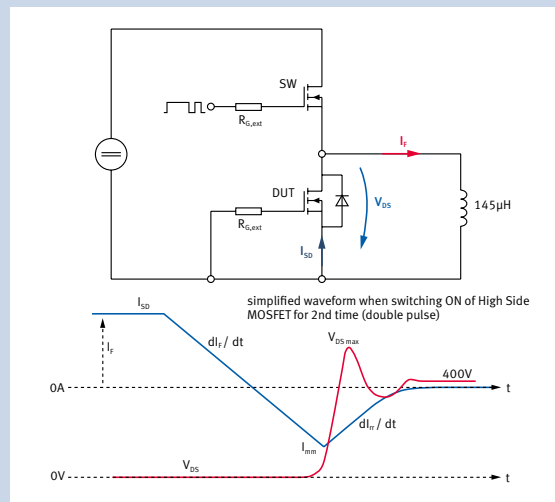 SW
R_G,ext
I_F
DUT
V_DS
145µH
R_G,ext
I_SD
simplified waveform when switching ON of High Side
MOSFET for 2nd time (double pulse)
I_SD
V_DS max
dI_F / dt
I_F
400V
0A
t
dI_rr / dt
I_mm
V_DS
0V
t